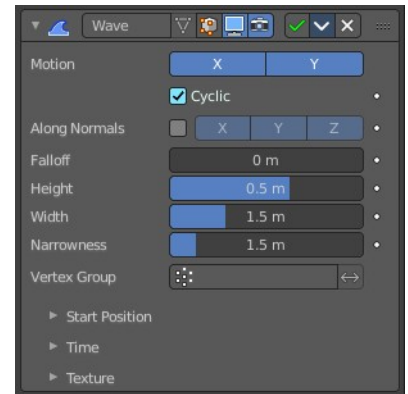 Wave
Motion X Y
Cyclic
Along Normals X Y Z
Falloff 0 m
Height 0.5 m
Width 1.5 m
Narrowness 1.5 m
Vertex Group
Start Position
Time
Texture